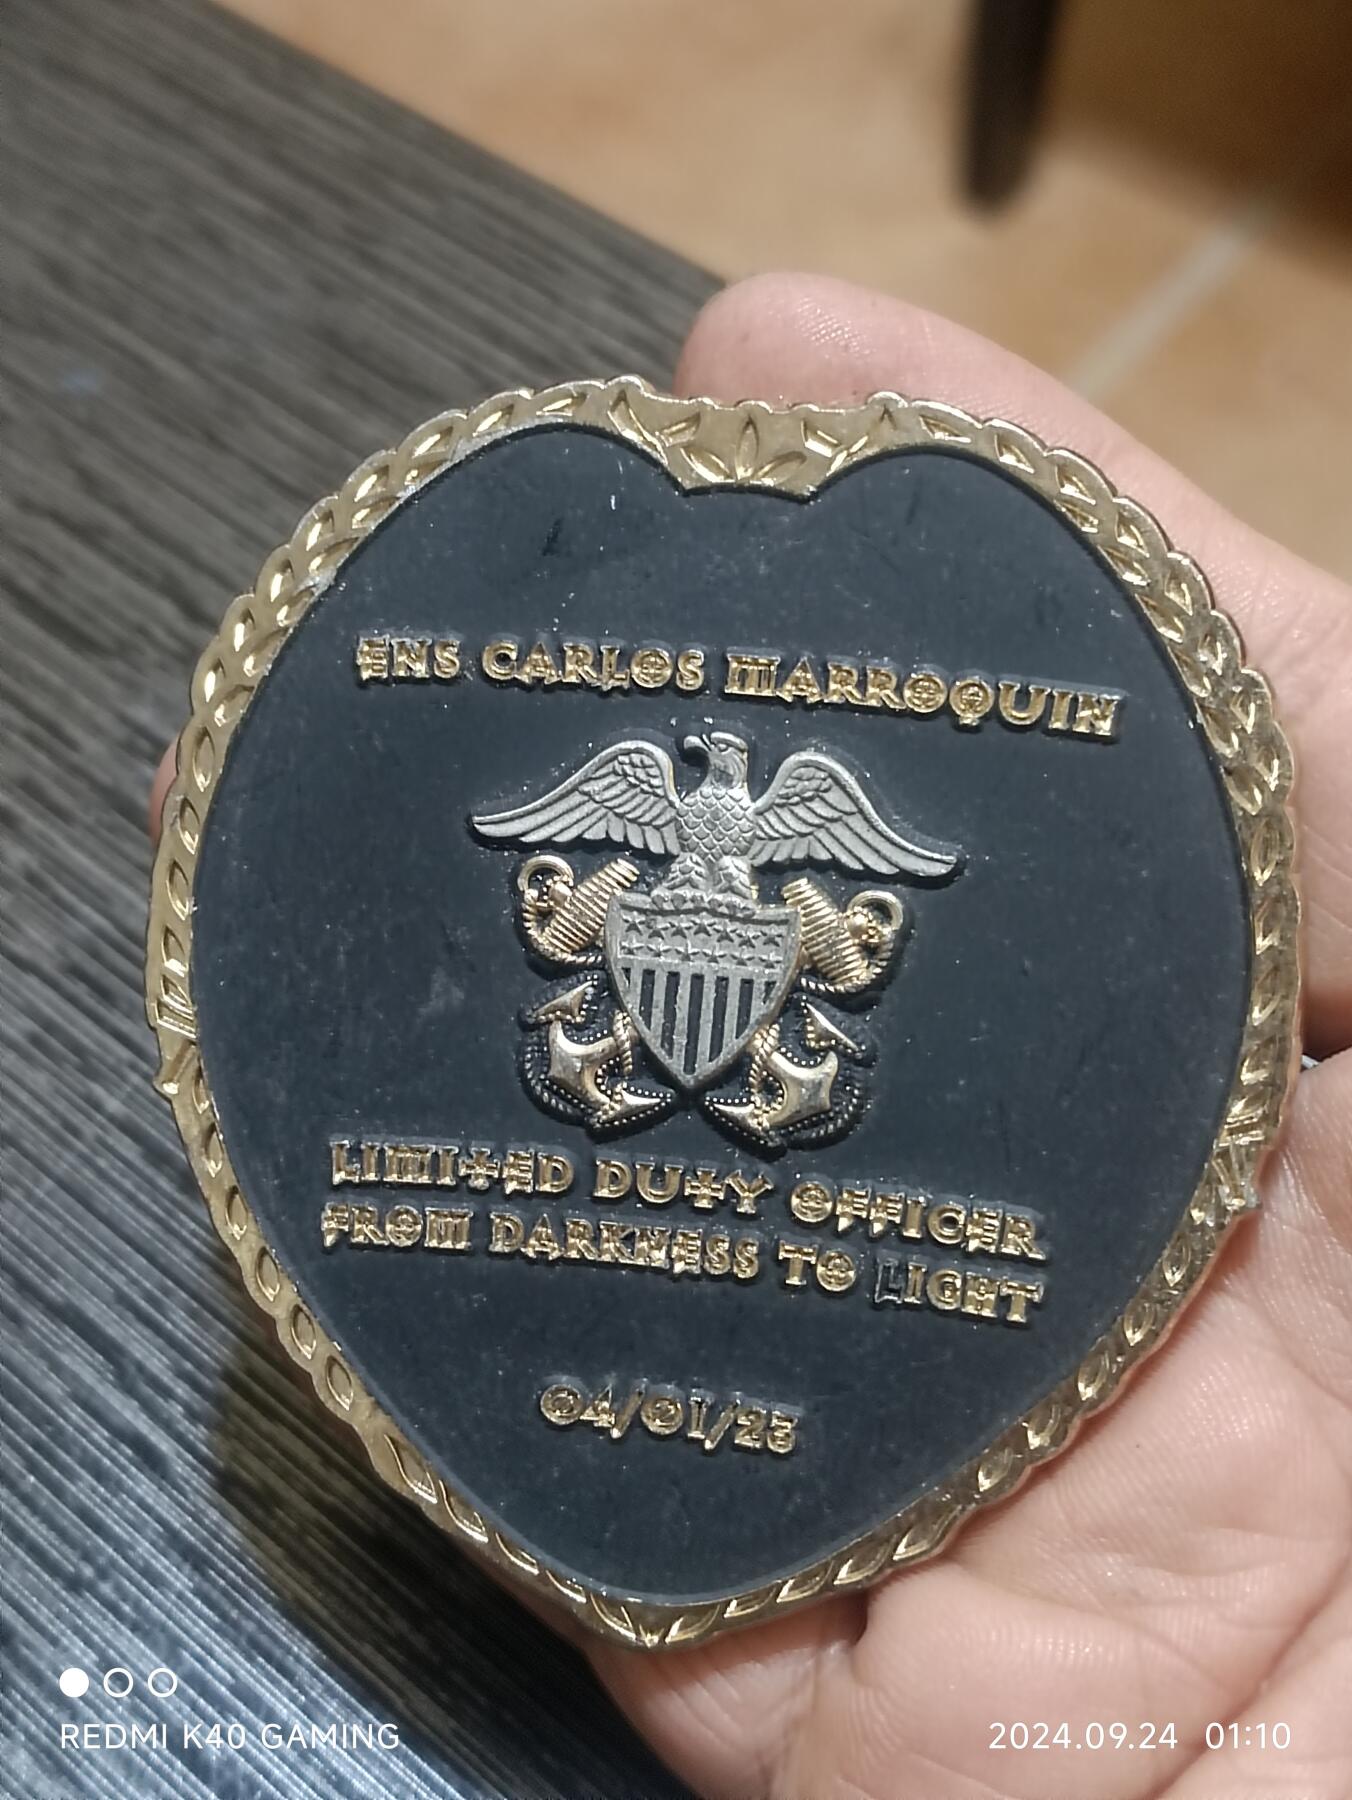 ENS CARLOS MARROQUIN
LIMITED DUTY OFFICER
FROM DARKNESS TO LIGHT
04/01/23
REDMI K40 GAMING
2024.09.24 01:10